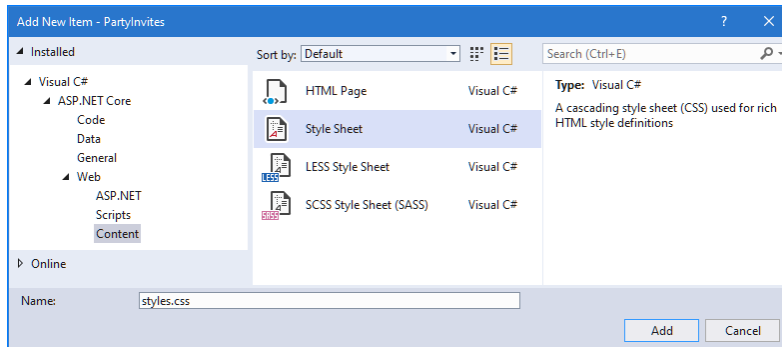 Add New Item - PartyInvites
Installed
Sort by: Default
Search (Ctrl+E)
Visual C#
ASP.NET Core
Code
Data
General
Web
ASP.NET
Scripts
Content
Online
HTML Page Visual C#
Style Sheet Visual C#
LESS LESS Style Sheet Visual C#
SASS SCSS Style Sheet (SASS) Visual C#
Type: Visual C#
A cascading style sheet (CSS) used for rich
HTML style definitions
Name: styles.css
Add Cancel